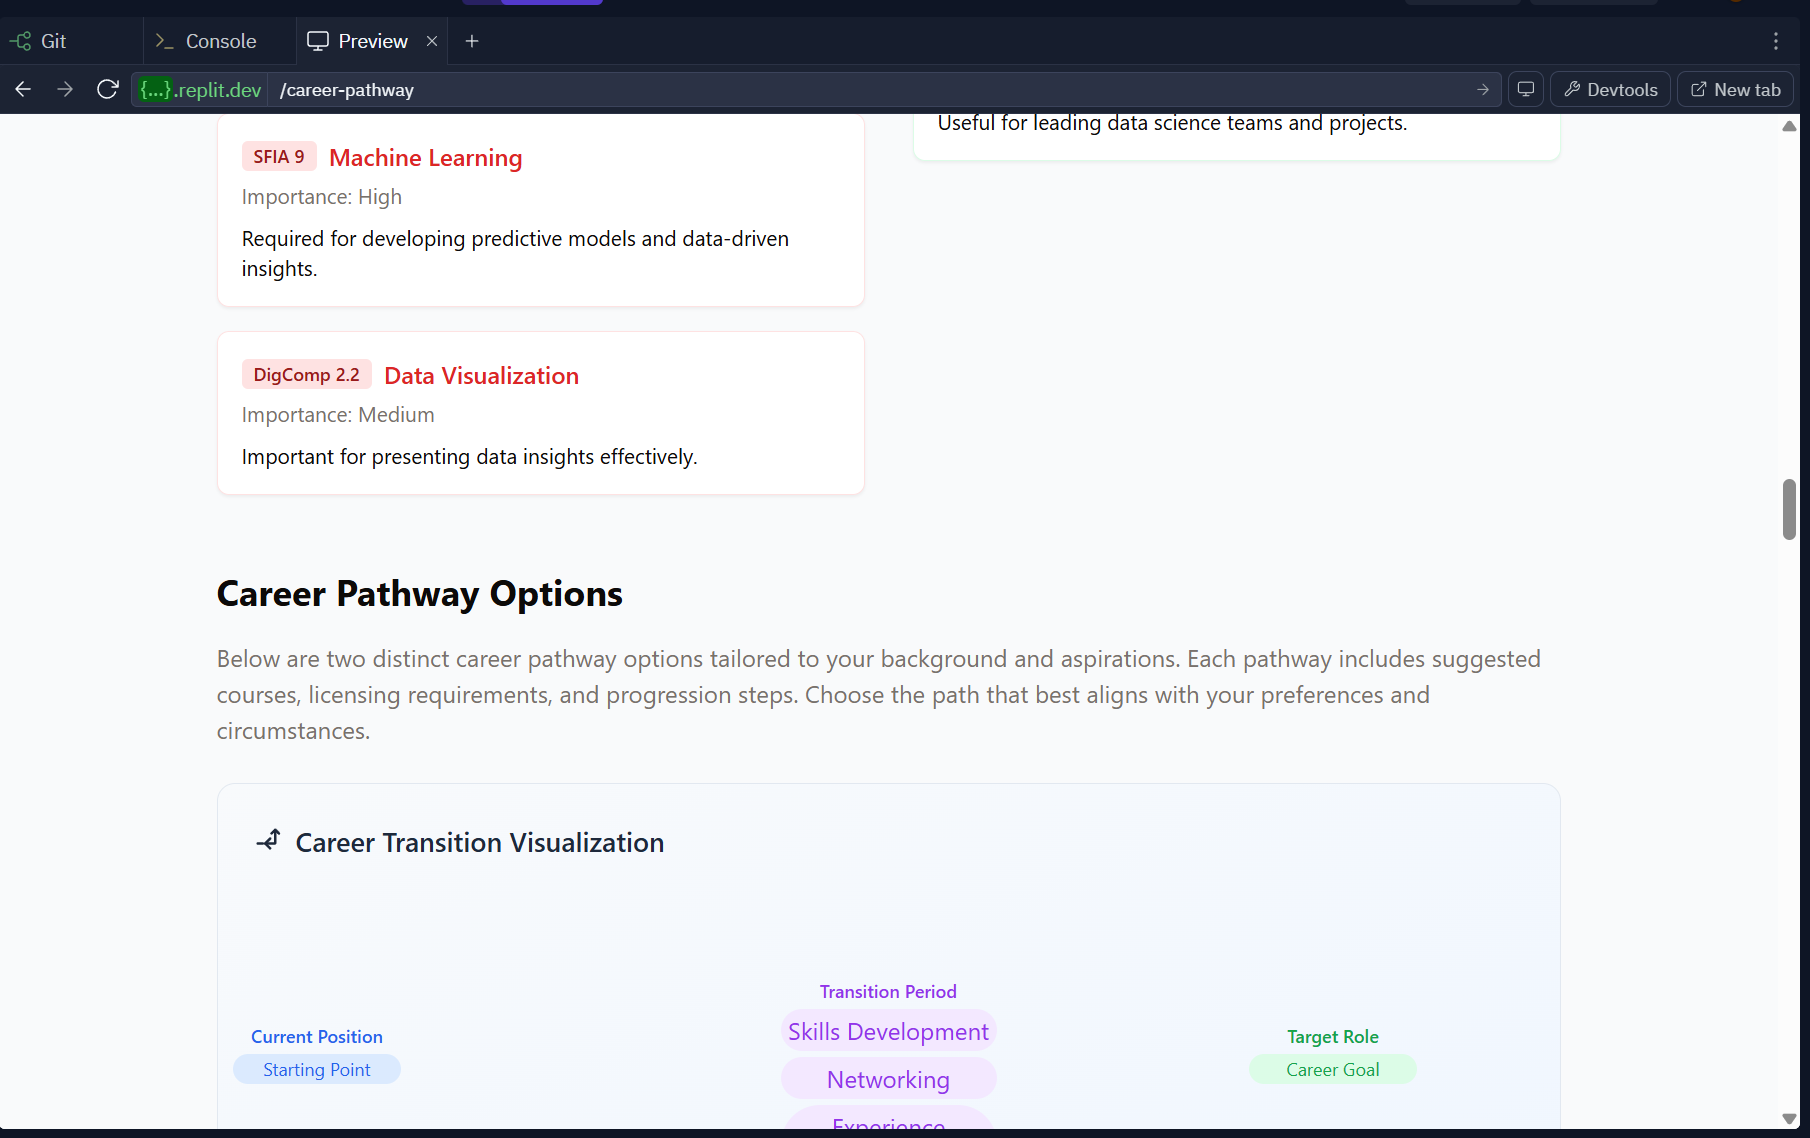 Git
Console
Preview
{...}.replit.dev /career-pathway
Devtools
New tab
Useful for leading data science teams and projects.
SFIA 9 Machine Learning
Importance: High
Required for developing predictive models and data-driven
insights.
DigComp 2.2 Data Visualization
Importance: Medium
Important for presenting data insights effectively.
Career Pathway Options
Below are two distinct career pathway options tailored to your background and aspirations. Each pathway includes suggested
courses, licensing requirements, and progression steps. Choose the path that best aligns with your preferences and
circumstances.
Career Transition Visualization
Transition Period
Skills Development
Current Position
Target Role
Starting Point
Career Goal
Networking
Experience